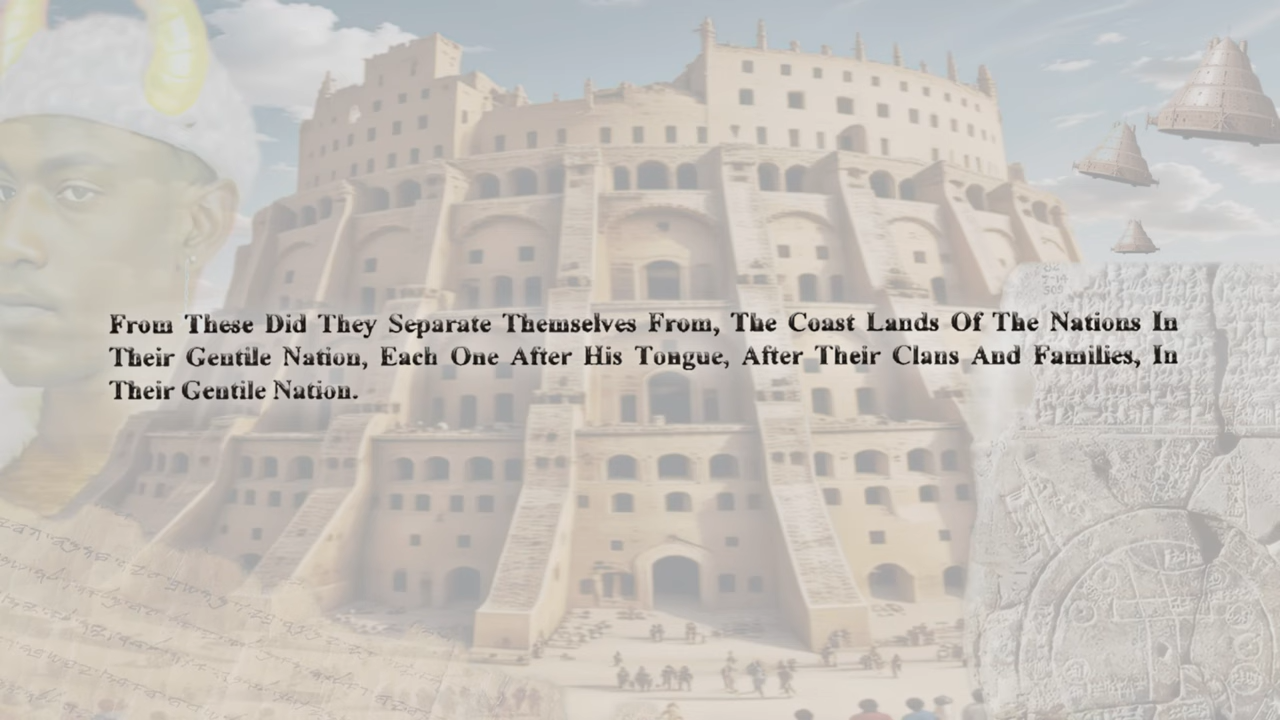 From These Did They Separate Themselves From, The Coast Lands Of The Nations In
Their Gentile Nation, Each One After His Tongue, After Their Clans And Families, In
Their Gentile Nation.